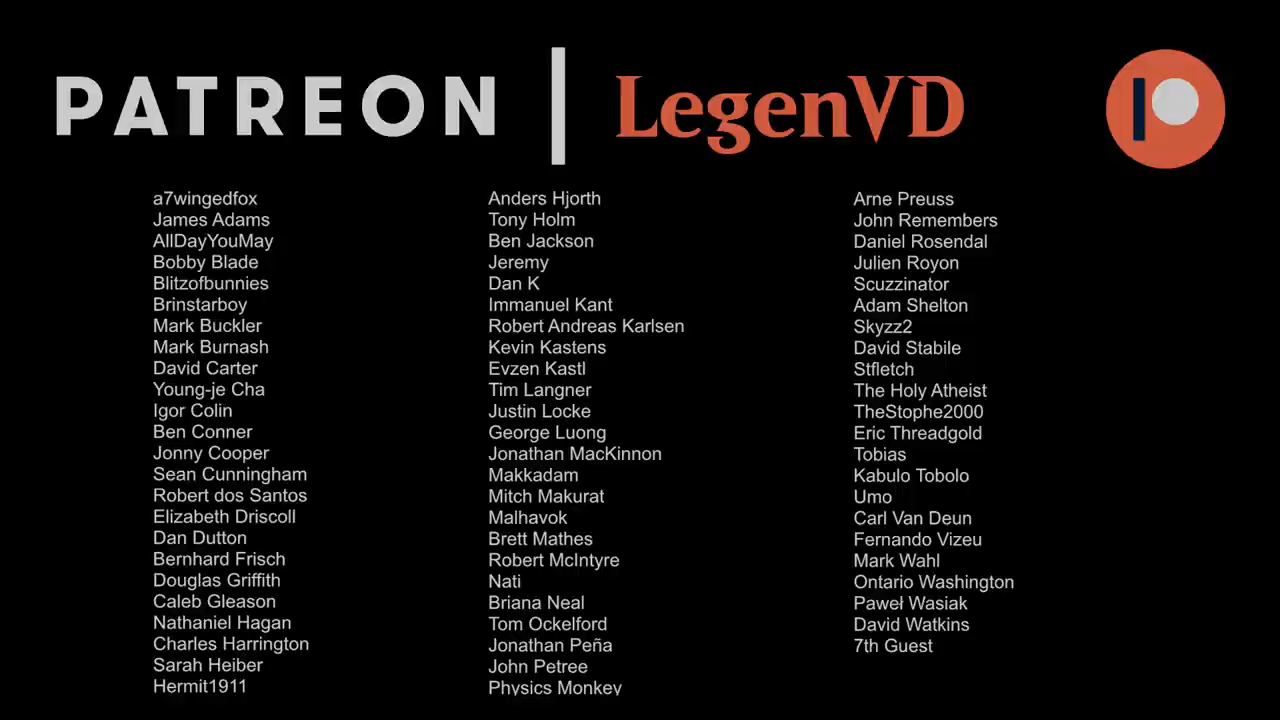 PATREON | LegenVD
a7wingedfox
James Adams
AllDayYouMay
Bobby Blade
Blitzofbunnies
Brinstarboy
Mark Buckler
Mark Burnash
David Carter
Young-je Cha
Igor Colin
Ben Conner
Jonny Cooper
Sean Cunningham
Robert dos Santos
Elizabeth Driscoll
Dan Dutton
Bernhard Frisch
Douglas Griffith
Caleb Gleason
Nathaniel Hagan
Charles Harrington
Sarah Heiber
Hermit1911
Anders Hjorth
Tony Holm
Ben Jackson
Jeremy
Dan K
Immanuel Kant
Robert Andreas Karlsen
Kevin Kastens
Evzen Kastl
Tim Langner
Justin Locke
George Luong
Jonathan MacKinnon
Makkadam
Mitch Makurat
Malhavok
Brett Mathes
Robert McIntyre
Nati
Briana Neal
Tom Ockelford
Jonathan Peña
John Petree
Physics Monkey
Arne Preuss
John Remembers
Daniel Rosendal
Julien Royon
Scuzzinator
Adam Shelton
Skyzz2
David Stabile
Stfletch
The Holy Atheist
TheStophe2000
Eric Threadgold
Tobias
Kabulo Tobolo
Umo
Carl Van Deun
Fernando Vizeu
Mark Wahl
Ontario Washington
Paweł Wasiak
David Watkins
7th Guest